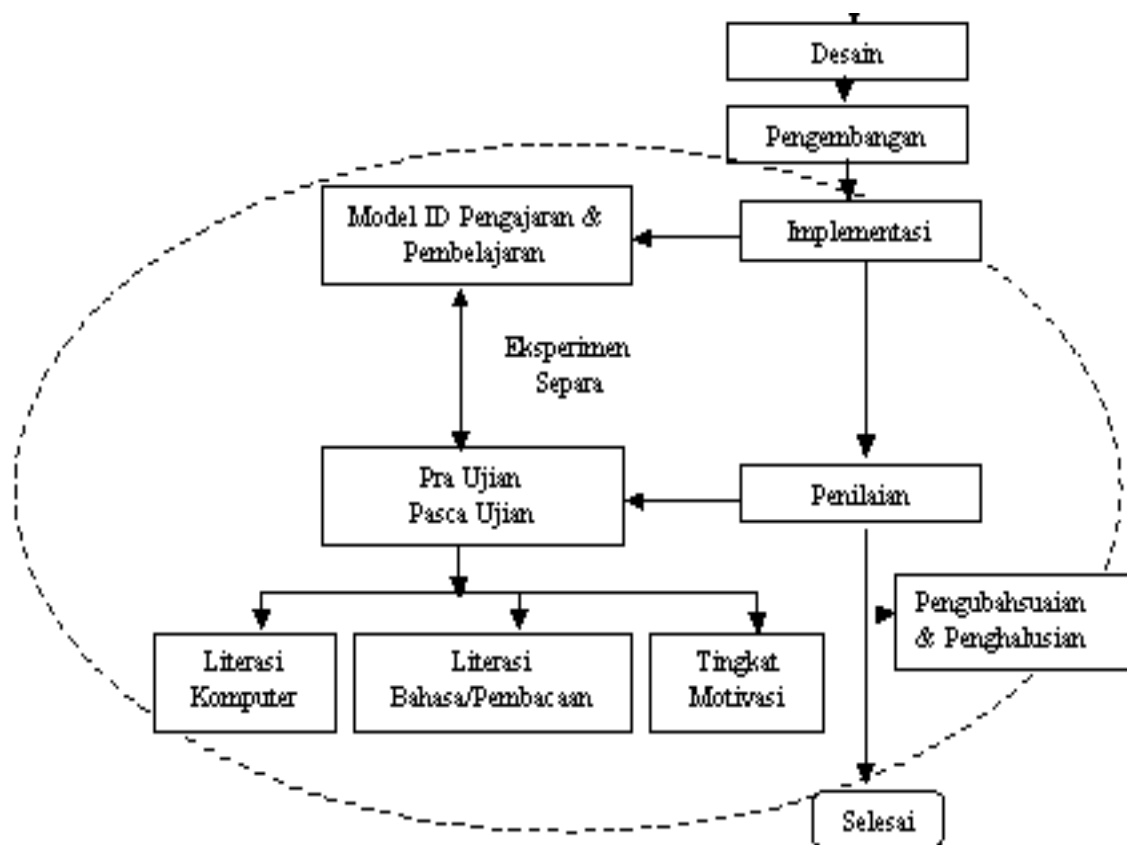 Desain
Pengembangan
Implementasi
Model ID Pengajaran &
Pembelajaran
Eksperimen
Separa
Pra Ujian
Pasca Ujian
Penilaian
Pengubahsuaian
& Penghalusian
Literasi
Komputer
Literasi
Bahasa/Pembacaan
Tingkat
Motivasi
Selesai